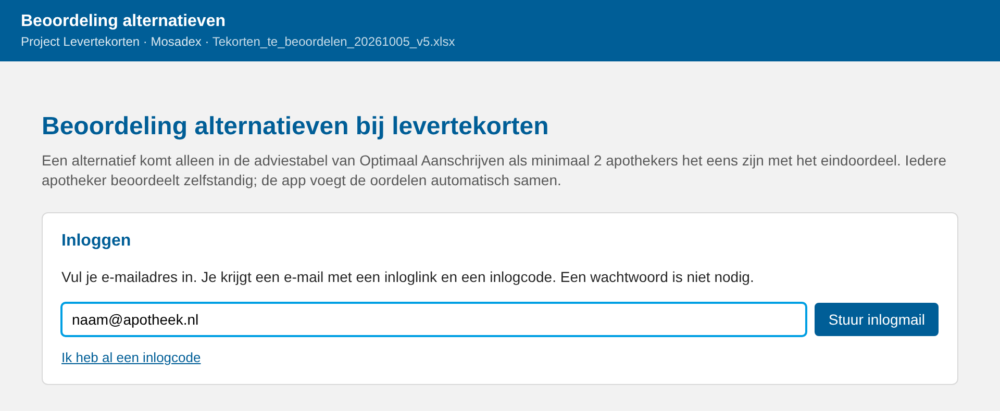 Beoordeling alternatieven
Project Levertekorten · Mosadex · Tekorten_te_beoordelen_20261005_v5.xlsx
Beoordeling alternatieven bij levertekorten
Een alternatief komt alleen in de adviestabel van Optimaal Aanschrijven als minimaal 2 apothekers het eens zijn met het eindoordeel. Iedere
apotheker beoordeelt zelfstandig; de app voegt de oordelen automatisch samen.
Inloggen
Vul je e-mailadres in. Je krijgt een e-mail met een inloglink en een inlogcode. Een wachtwoord is niet nodig.
naam@apotheek.nl
Stuur inlogmail
Ik heb al een inlogcode